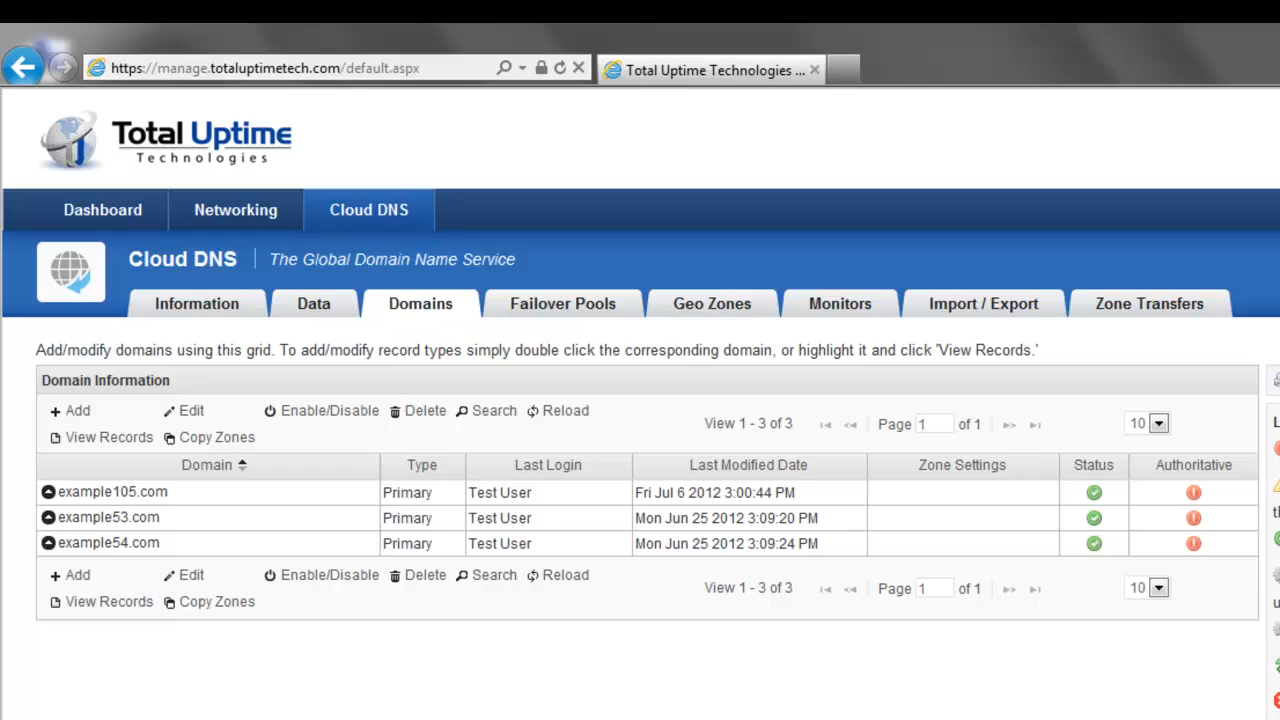 https://manage.totaluptimetech.com/default.aspx
Total Uptime Technologies ...
Total Uptime
Technologies
Dashboard Networking Cloud DNS
Cloud DNS The Global Domain Name Service
Information Data Domains Failover Pools Geo Zones Monitors Import / Export Zone Transfers
Add/modify domains using this grid. To add/modify record types simply double click the corresponding domain, or highlight it and click 'View Records.'
Domain Information
Add Edit Enable/Disable Delete Search Reload
View Records Copy Zones
View 1 - 3 of 3 Page 1 of 1 10
Domain Type Last Login Last Modified Date Zone Settings Status Authoritative
example105.com Primary Test User Fri Jul 6 2012 3:00:44 PM
example53.com Primary Test User Mon Jun 25 2012 3:09:20 PM
example54.com Primary Test User Mon Jun 25 2012 3:09:24 PM
Add Edit Enable/Disable Delete Search Reload
View Records Copy Zones
View 1 - 3 of 3 Page 1 of 1 10